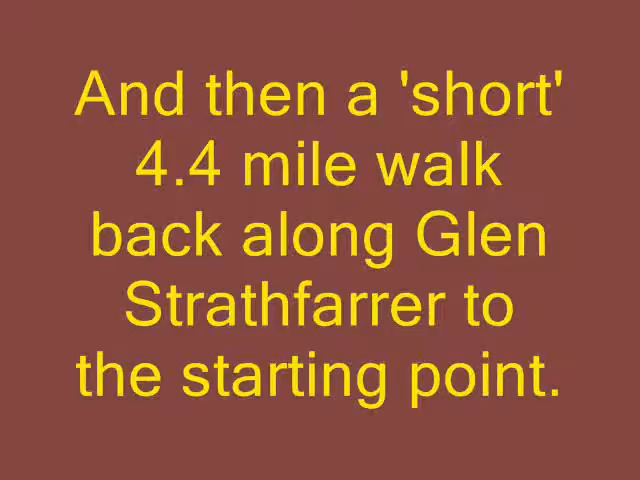 And then a 'short'
4.4 mile walk
back along Glen
Strathfarrer to
the starting point.